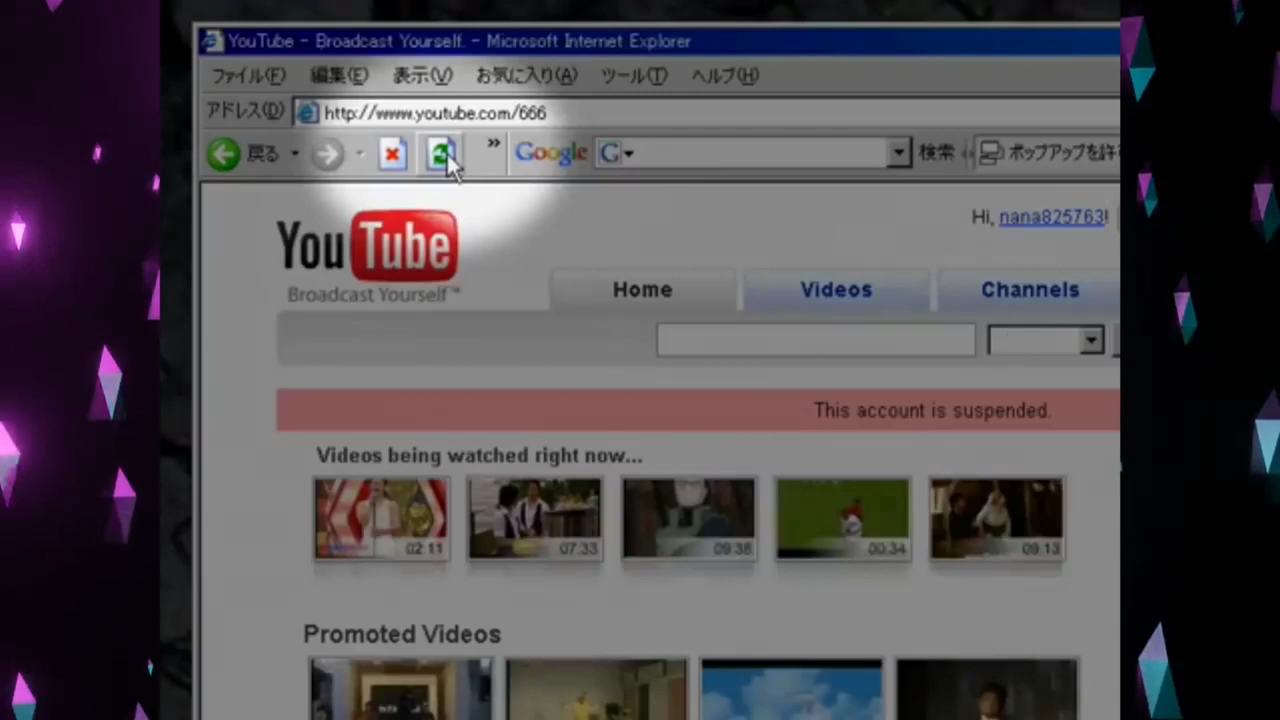 YouTube - Broadcast Yourself. - Microsoft Internet Explorer
ファイル(F) 編集(E) 表示(V) お気に入り(A) ツール(T) ヘルプ(H)
アドレス(D) http://www.youtube.com/666
戻る » Google G 検索 ポップアップを許
Hi, nana825763!
YouTube
Broadcast Yourself™
Home Videos Channels
This account is suspended.
Videos being watched right now...
02:11 07:33 09:38 00:34 09:13
Promoted Videos